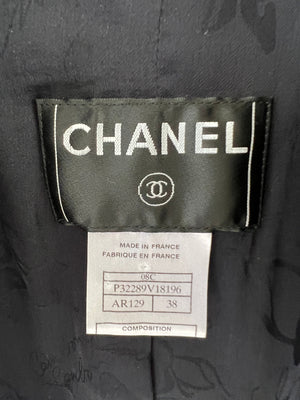 CHANEL
MADE IN FRANCE
FABRIQUE EN FRANCE
08C
P32289V18196
AR129 38
COMPOSITION